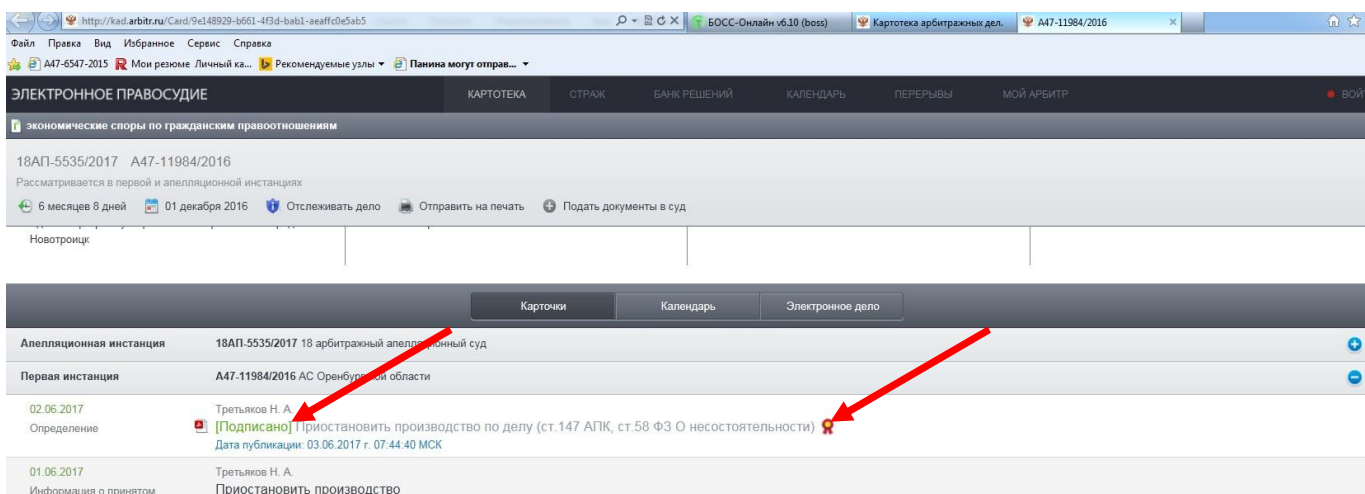 http://kad.arbitr.ru/Card/9e148929-b661-4f3d-bab1-aeaffc0e5ab5
БОСС-Онлайн v6.10 (boss)
Картотека арбитражных дел.
А47-11984/2016
Файл Правка Вид Избранное Сервис Справка
А47-6547-2015 Мои резюме Личный ка... Рекомендуемые узлы Панина могут отправ...
ЭЛЕКТРОННОЕ ПРАВОСУДИЕ КАРТОТЕКА СТРАЖ БАНК РЕШЕНИЙ КАЛЕНДАРЬ ПЕРЕРЫВЫ МОЙ АРБИТР
экономические споры по гражданским правоотношениям
18АП-5535/2017 А47-11984/2016
Рассматривается в первой и апелляционной инстанциях
6 месяцев 8 дней 01 декабря 2016 Отслеживать дело Отправить на печать Подать документы в суд
Новотроицк
Карточки Календарь Электронное дело
Апелляционная инстанция 18АП-5535/2017 18 арбитражный апелляционный суд
Первая инстанция А47-11984/2016 АС Оренбургской области
02.06.2017 Третьяков Н. А.
Определение [Подписано] Приостановить производство по делу (ст.147 АПК, ст.58 ФЗ О несостоятельности)
Дата публикации: 03.06.2017 г. 07:44:40 МСК
01.06.2017 Третьяков Н. А.
Информация о принятом Приостановить производство